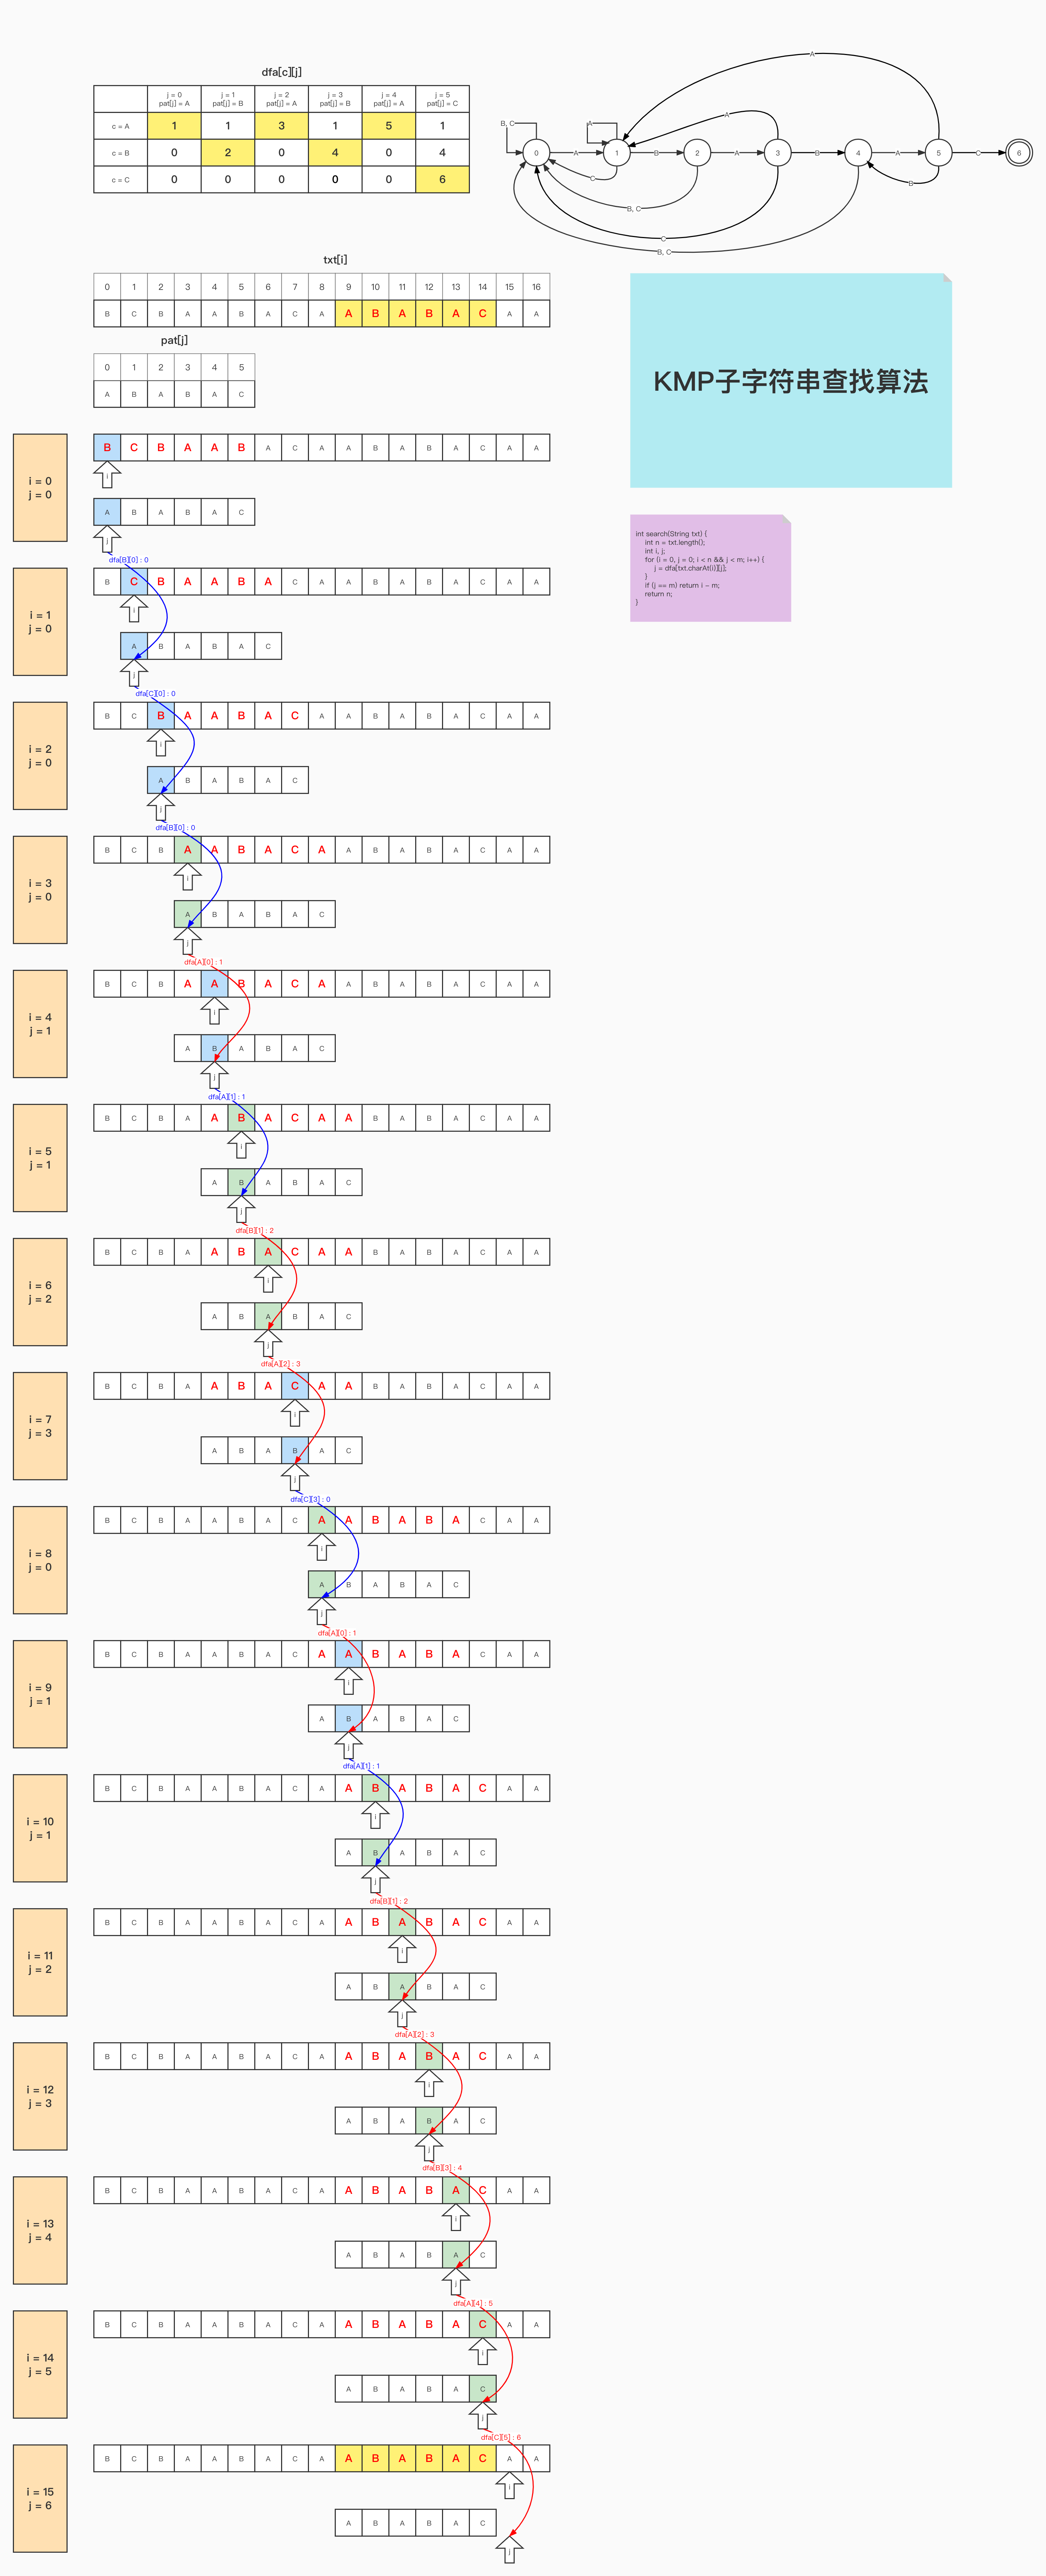 dfa[c][j]
j = 0 j = 1 j = 2 j = 3 j = 4 j = 5
pat[j] = A pat[j] = B pat[j] = A pat[j] = B pat[j] = A pat[j] = C
c = A 1 1 3 1 5 1
c = B 0 2 0 4 0 4
c = C 0 0 0 0 0 6
A
B, C
A
A
0 A 1 B 2 A 3 B 4 A 5 C 6
C
B
B, C
C
B, C
txt[i]
0 1 2 3 4 5 6 7 8 9 10 11 12 13 14 15 16
B C B A A B A C A A B A B A C A A
pat[j]
0 1 2 3 4 5
A B A B A C
KMP子字符串查找算法
int search(String txt) {
int n = txt.length();
int i, j;
for (i = 0, j = 0; i < n && j < m; i++) {
j = dfa[txt.charAt(i)][j];
}
if (j == m) return i - m;
return n;
}
i = 0
j = 0
B C B A A B A C A A B A B A C A A
i
A B A B A C
j
dfa[B][0] : 0
i = 1
j = 0
B C B A A B A C A A B A B A C A A
i
A B A B A C
j
dfa[C][0] : 0
i = 2
j = 0
B C B A A B A C A A B A B A C A A
i
A B A B A C
j
dfa[B][0] : 0
i = 3
j = 0
B C B A A B A C A A B A B A C A A
i
A B A B A C
j
dfa[A][0] : 1
i = 4
j = 1
B C B A A B A C A A B A B A C A A
i
A B A B A C
j
dfa[A][1] : 1
i = 5
j = 1
B C B A A B A C A A B A B A C A A
i
A B A B A C
j
dfa[B][1] : 2
i = 6
j = 2
B C B A A B A C A A B A B A C A A
i
A B A B A C
j
dfa[A][2] : 3
i = 7
j = 3
B C B A A B A C A A B A B A C A A
i
A B A B A C
j
dfa[C][3] : 0
i = 8
j = 0
B C B A A B A C A A B A B A C A A
i
A B A B A C
j
dfa[A][0] : 1
i = 9
j = 1
B C B A A B A C A A B A B A C A A
i
A B A B A C
j
dfa[A][1] : 1
i = 10
j = 1
B C B A A B A C A A B A B A C A A
i
A B A B A C
j
dfa[B][1] : 2
i = 11
j = 2
B C B A A B A C A A B A B A C A A
i
A B A B A C
j
dfa[A][2] : 3
i = 12
j = 3
B C B A A B A C A A B A B A C A A
i
A B A B A C
j
dfa[B][3] : 4
i = 13
j = 4
B C B A A B A C A A B A B A C A A
i
A B A B A C
j
dfa[A][4] : 5
i = 14
j = 5
B C B A A B A C A A B A B A C A A
i
A B A B A C
j
dfa[C][5] : 6
i = 15
j = 6
B C B A A B A C A A B A B A C A A
i
A B A B A C
j